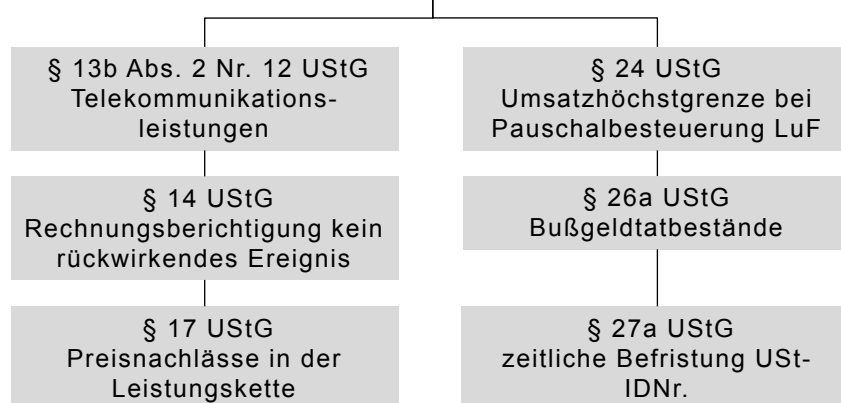 § 13b Abs. 2 Nr. 12 UStG
Telekommunikations-
leistungen
§ 14 UStG
Rechnungsberichtigung kein
rückwirkendes Ereignis
§ 17 UStG
Preisnachlässe in der
Leistungskette
§ 24 UStG
Umsatzhöchstgrenze bei
Pauschalbesteuerung LuF
§ 26a UStG
Bußgeldtatbestände
§ 27a UStG
zeitliche Befristung USt-
IDNr.